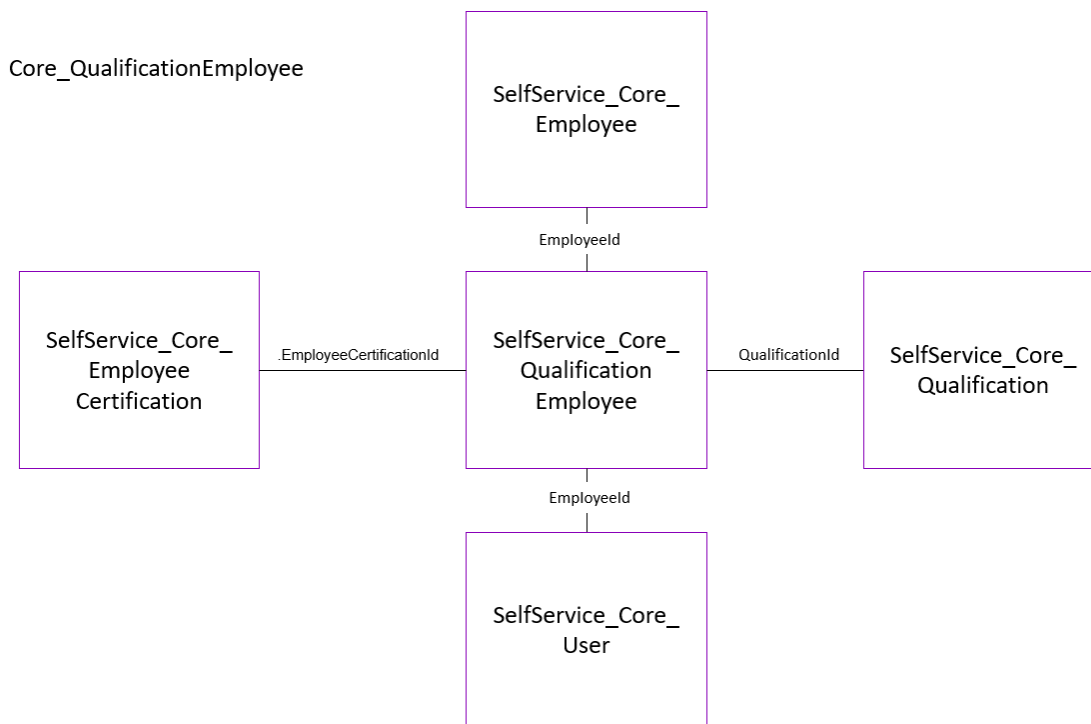 Core_QualificationEmployee
SelfService_Core_
Employee
EmployeeId
SelfService_Core_
Employee
Certification
.EmployeeCertificationId
SelfService_Core_
Qualification
Employee
QualificationId
SelfService_Core_
Qualification
EmployeeId
SelfService_Core_
User